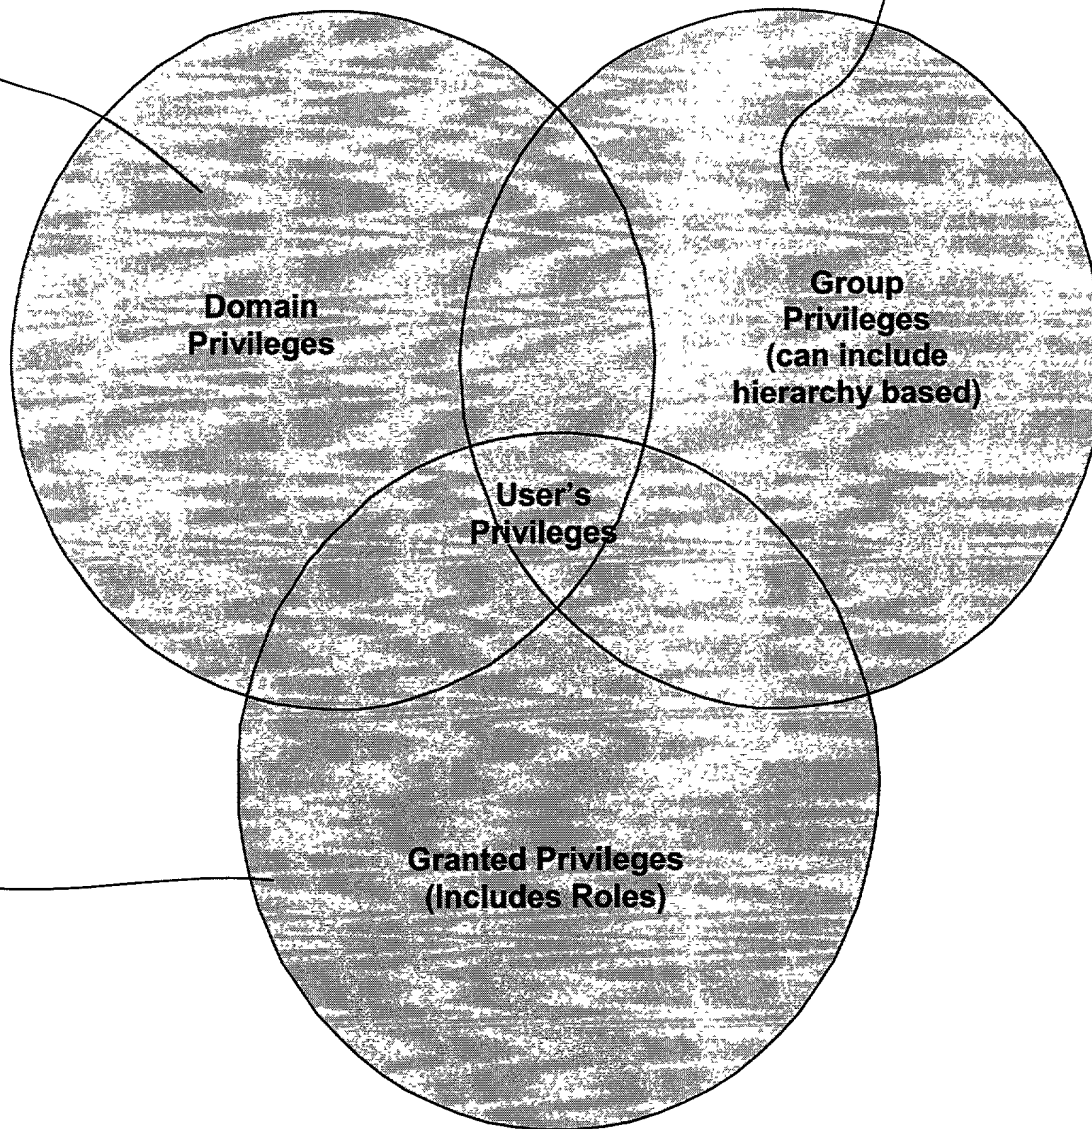 Domain
Privileges
Group
Privileges
(can include
hierarchy based)
User's
Privileges
Granted Privileges
(Includes Roles)